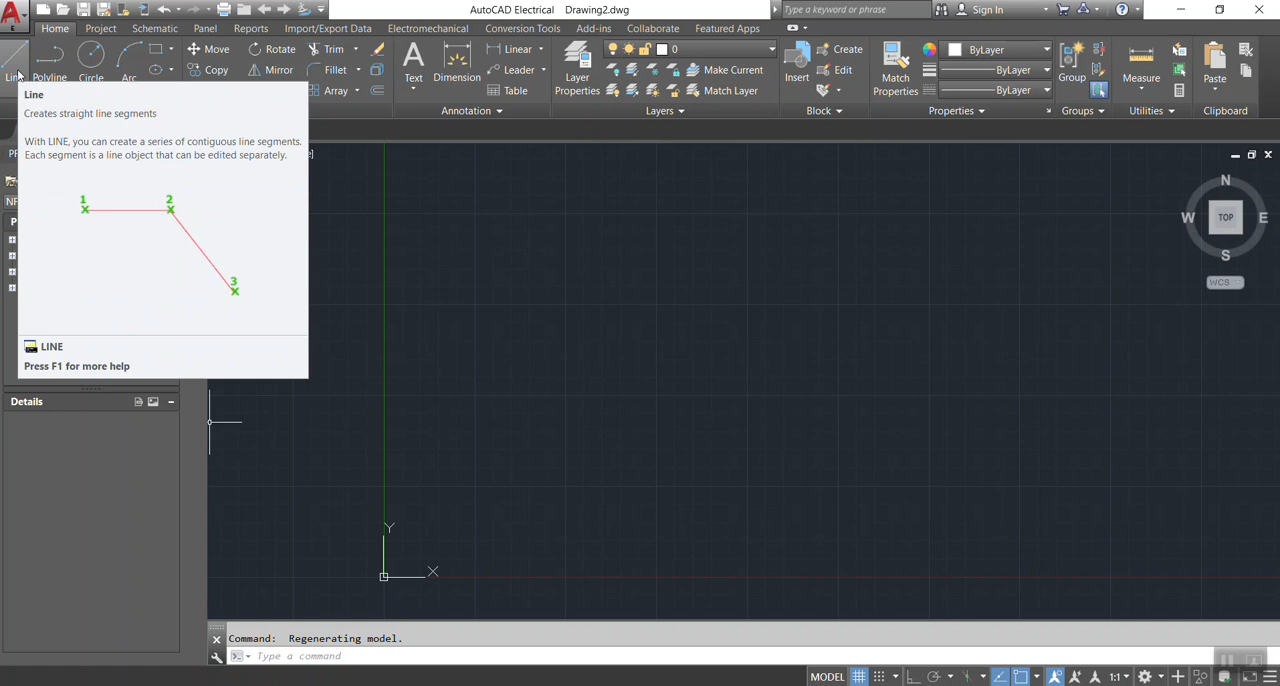 AutoCAD Electrical Drawing2.dwg
Type a keyword or phrase
Sign In
E
Home Project Schematic Panel Reports Import/Export Data Electromechanical Conversion Tools Add-ins Collaborate Featured Apps
Move Rotate Trim
Copy Mirror Fillet
Array
Polyline Circle Arc
Text Dimension
Linear
Leader
Table
Layer
Properties
0
Make Current
Match Layer
Insert
Create
Edit
Match
Properties
ByLayer
ByLayer
ByLayer
Group
Measure
Paste
Annotation Layers Block Properties Groups Utilities Clipboard
Line
Creates straight line segments
With LINE, you can create a series of contiguous line segments.
Each segment is a line object that can be edited separately.
1 2
3
LINE
Press F1 for more help
Details
N
W TOP E
S
WCS
Y
X
Command: Regenerating model.
Type a command
MODEL
1:1